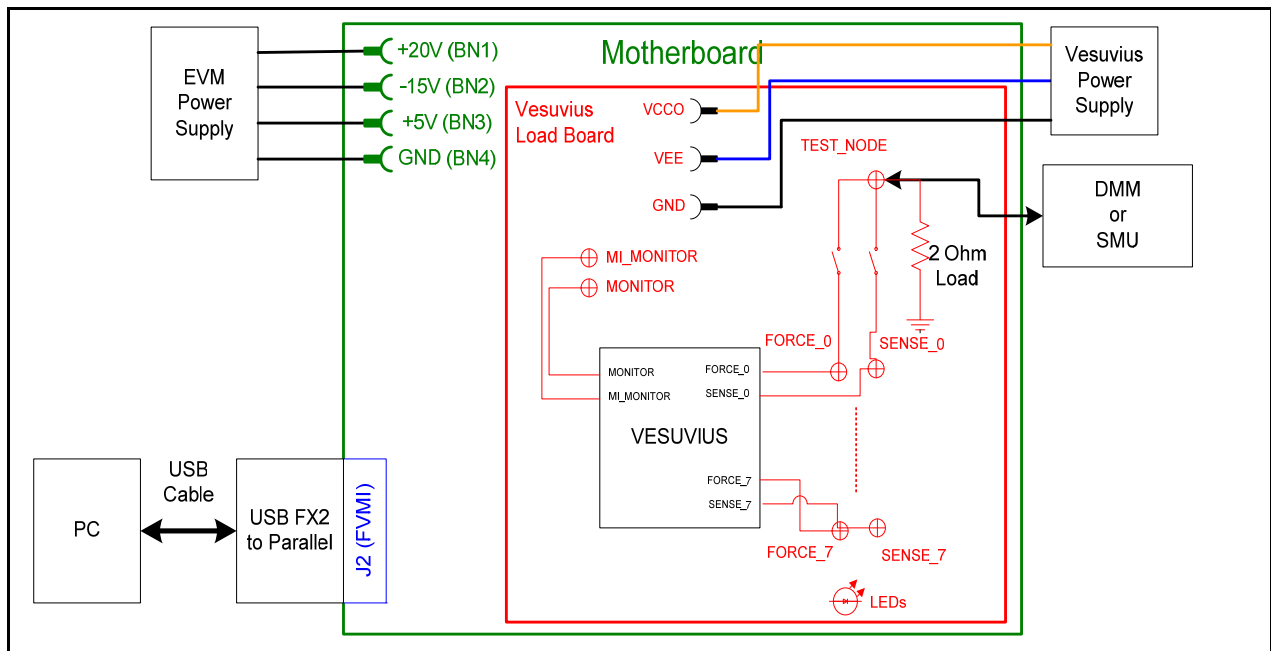 EVM
Power
Supply
+20V (BN1)
-15V (BN2)
+5V (BN3)
GND (BN4)
Motherboard
Vesuvius
Load Board
VCCO
VEE
GND
Vesuvius
Power
Supply
TEST_NODE
DMM
or
SMU
2 Ohm
Load
MI_MONITOR
MONITOR
FORCE_0
SENSE_0
MONITOR
MI_MONITOR
FORCE_0
SENSE_0
VESUVIUS
FORCE_7
SENSE_7
FORCE_7
SENSE_7
LEDs
PC
USB
Cable
USB FX2
to Parallel
J2 (FVMI)